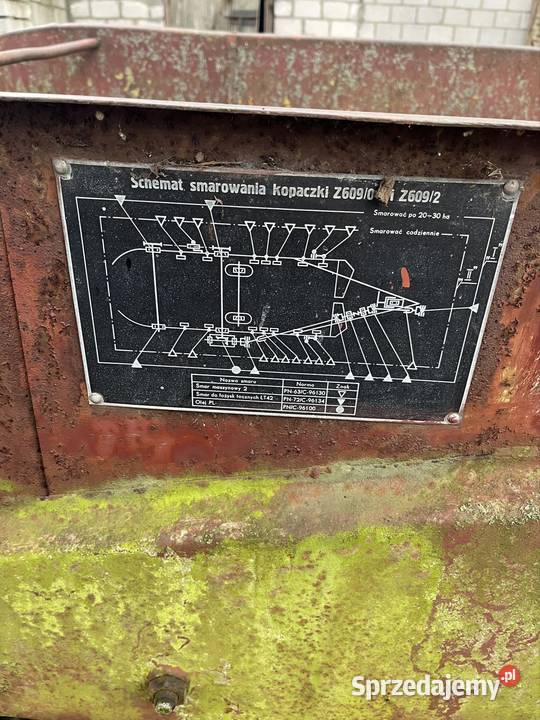 Schemat smarowania kopaczki Z609/0 i Z609/2
Smarować po 20-30 ha
Smarować codziennie
Nazwa smaru Norma Znak
Smar maszynowy 2 PN-63/C-96130
Smar do łożysk tocznych ŁT42 PN-72/C-96134
Olej PL PN/C-96100
Sprzedajemy.pl